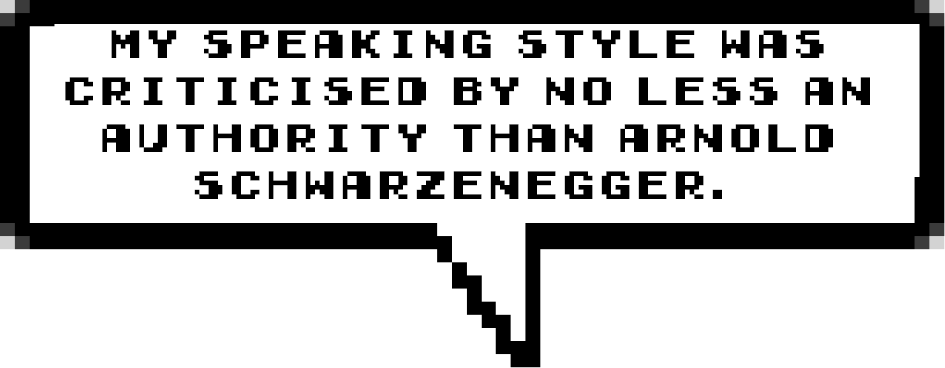 MY SPEAKING STYLE WAS
CRITICISED BY NO LESS AN
AUTHORITY THAN ARNOLD
SCHWARZENEGGER.